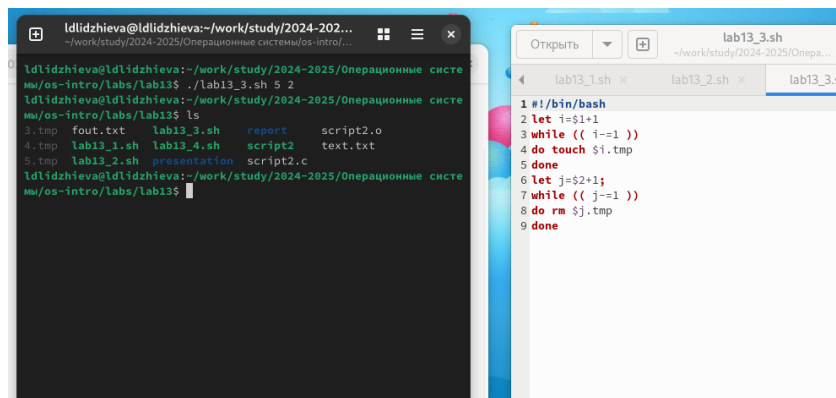 ldlidzhieva@ldlidzhieva:~/work/study/2024-202...
~/work/study/2024-2025/Операционные системы/os-intro/...
ldlidzhieva@ldlidzhieva:~/work/study/2024-2025/Операционные систе
мы/os-intro/labs/lab13$ ./lab13_3.sh 5 2
ldlidzhieva@ldlidzhieva:~/work/study/2024-2025/Операционные систе
мы/os-intro/labs/lab13$ ls
3.tmp fout.txt lab13_3.sh report script2.o
4.tmp lab13_1.sh lab13_4.sh script2 text.txt
5.tmp lab13_2.sh presentation script2.c
ldlidzhieva@ldlidzhieva:~/work/study/2024-2025/Операционные систе
мы/os-intro/labs/lab13$
Открыть
lab13_3.sh
~/work/study/2024-2025/Опера...
lab13_1.sh × lab13_2.sh × lab13_3.s
1 #!/bin/bash
2 let i=$1+1
3 while (( i-=1 ))
4 do touch $i.tmp
5 done
6 let j=$2+1;
7 while (( j-=1 ))
8 do rm $j.tmp
9 done